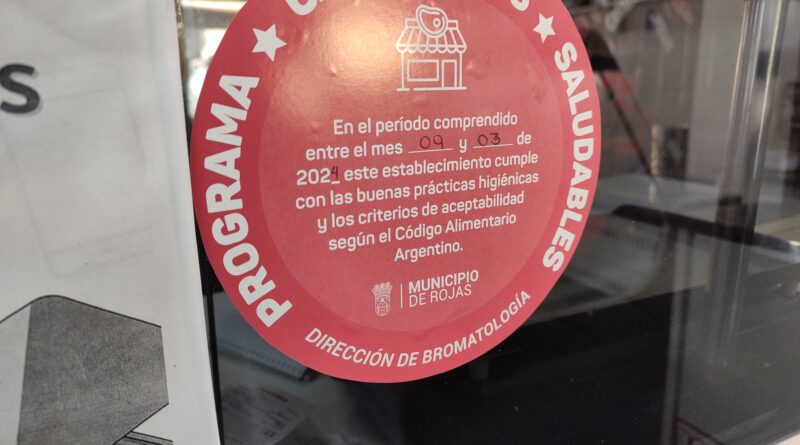 s
PROGRAMA
SALUDABLES
En el período comprendido
entre el mes 09 y 03 de
2024 este establecimiento cumple
con las buenas prácticas higiénicas
y los criterios de aceptabilidad
según el Código Alimentario
Argentino.
MUNICIPIO
DE ROJAS
DIRECCIÓN DE BROMATOLOGÍA